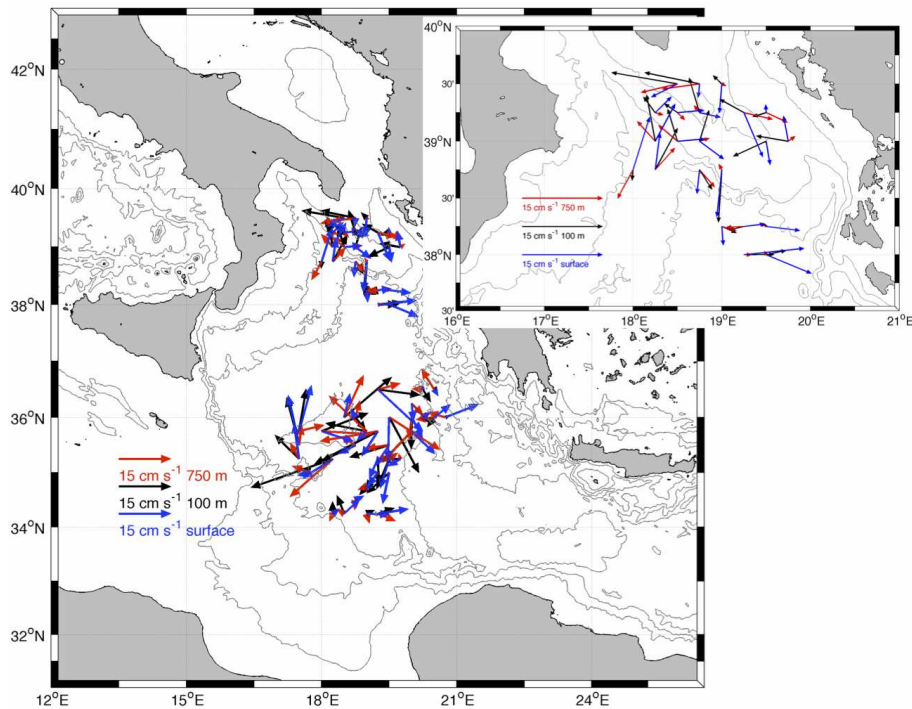 42°N
40°N
38°N
36°N
34°N
32°N
12°E
15°E
18°E
21°E
24°E
15 cm s⁻¹ 750 m
15 cm s⁻¹ 100 m
15 cm s⁻¹ surface
40°N
30'
39°N
30'
38°N
30'
16°E
17°E
18°E
19°E
20°E
21°E
15 cm s⁻¹ 750 m
15 cm s⁻¹ 100 m
15 cm s⁻¹ surface